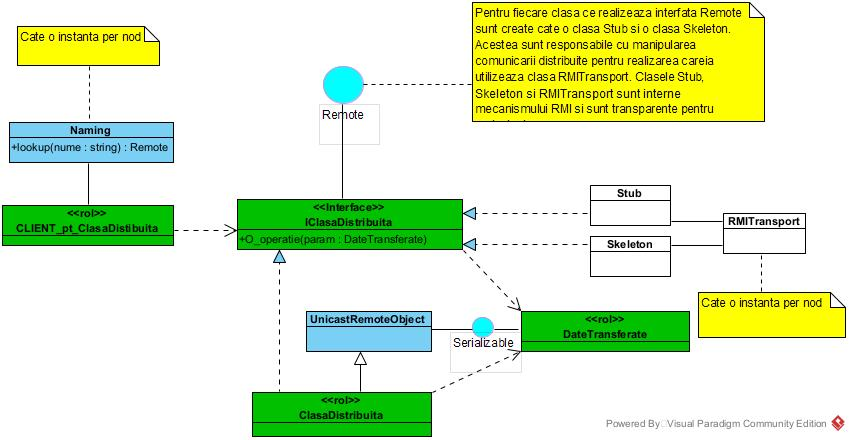 Cate o instanta per nod
Pentru fiecare clasa ce realizeaza interfata Remote
sunt create cate o clasa Stub si o clasa Skeleton.
Acestea sunt responsabile cu manipularea
comunicarii distribuite pentru realizarea careia
utilizeaza clasa RMITransport. Clasele Stub,
Skeleton si RMITransport sunt interne
mecanismului RMI si sunt transparente pentru
Remote
Naming
+lookup(nume : string) : Remote
<<rol>>
CLIENT_pt_ClasaDistibuita
<<Interface>>
IClasaDistribuita
+O_operatie(param : DateTransferate)
Stub
Skeleton
RMITransport
Cate o instanta per nod
UnicastRemoteObject
Serializable
<<rol>>
DateTransferate
<<rol>>
ClasaDistribuita
Powered By Visual Paradigm Community Edition